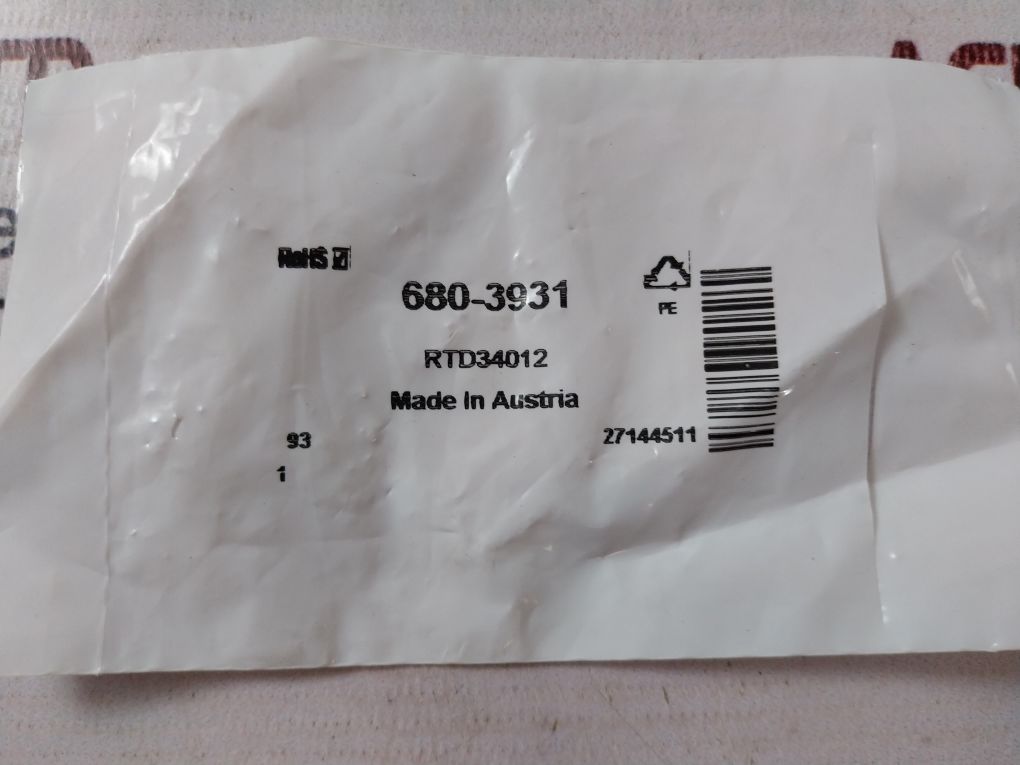 RoHS
680-3931
PE
RTD34012
Made In Austria
93
27144511
1